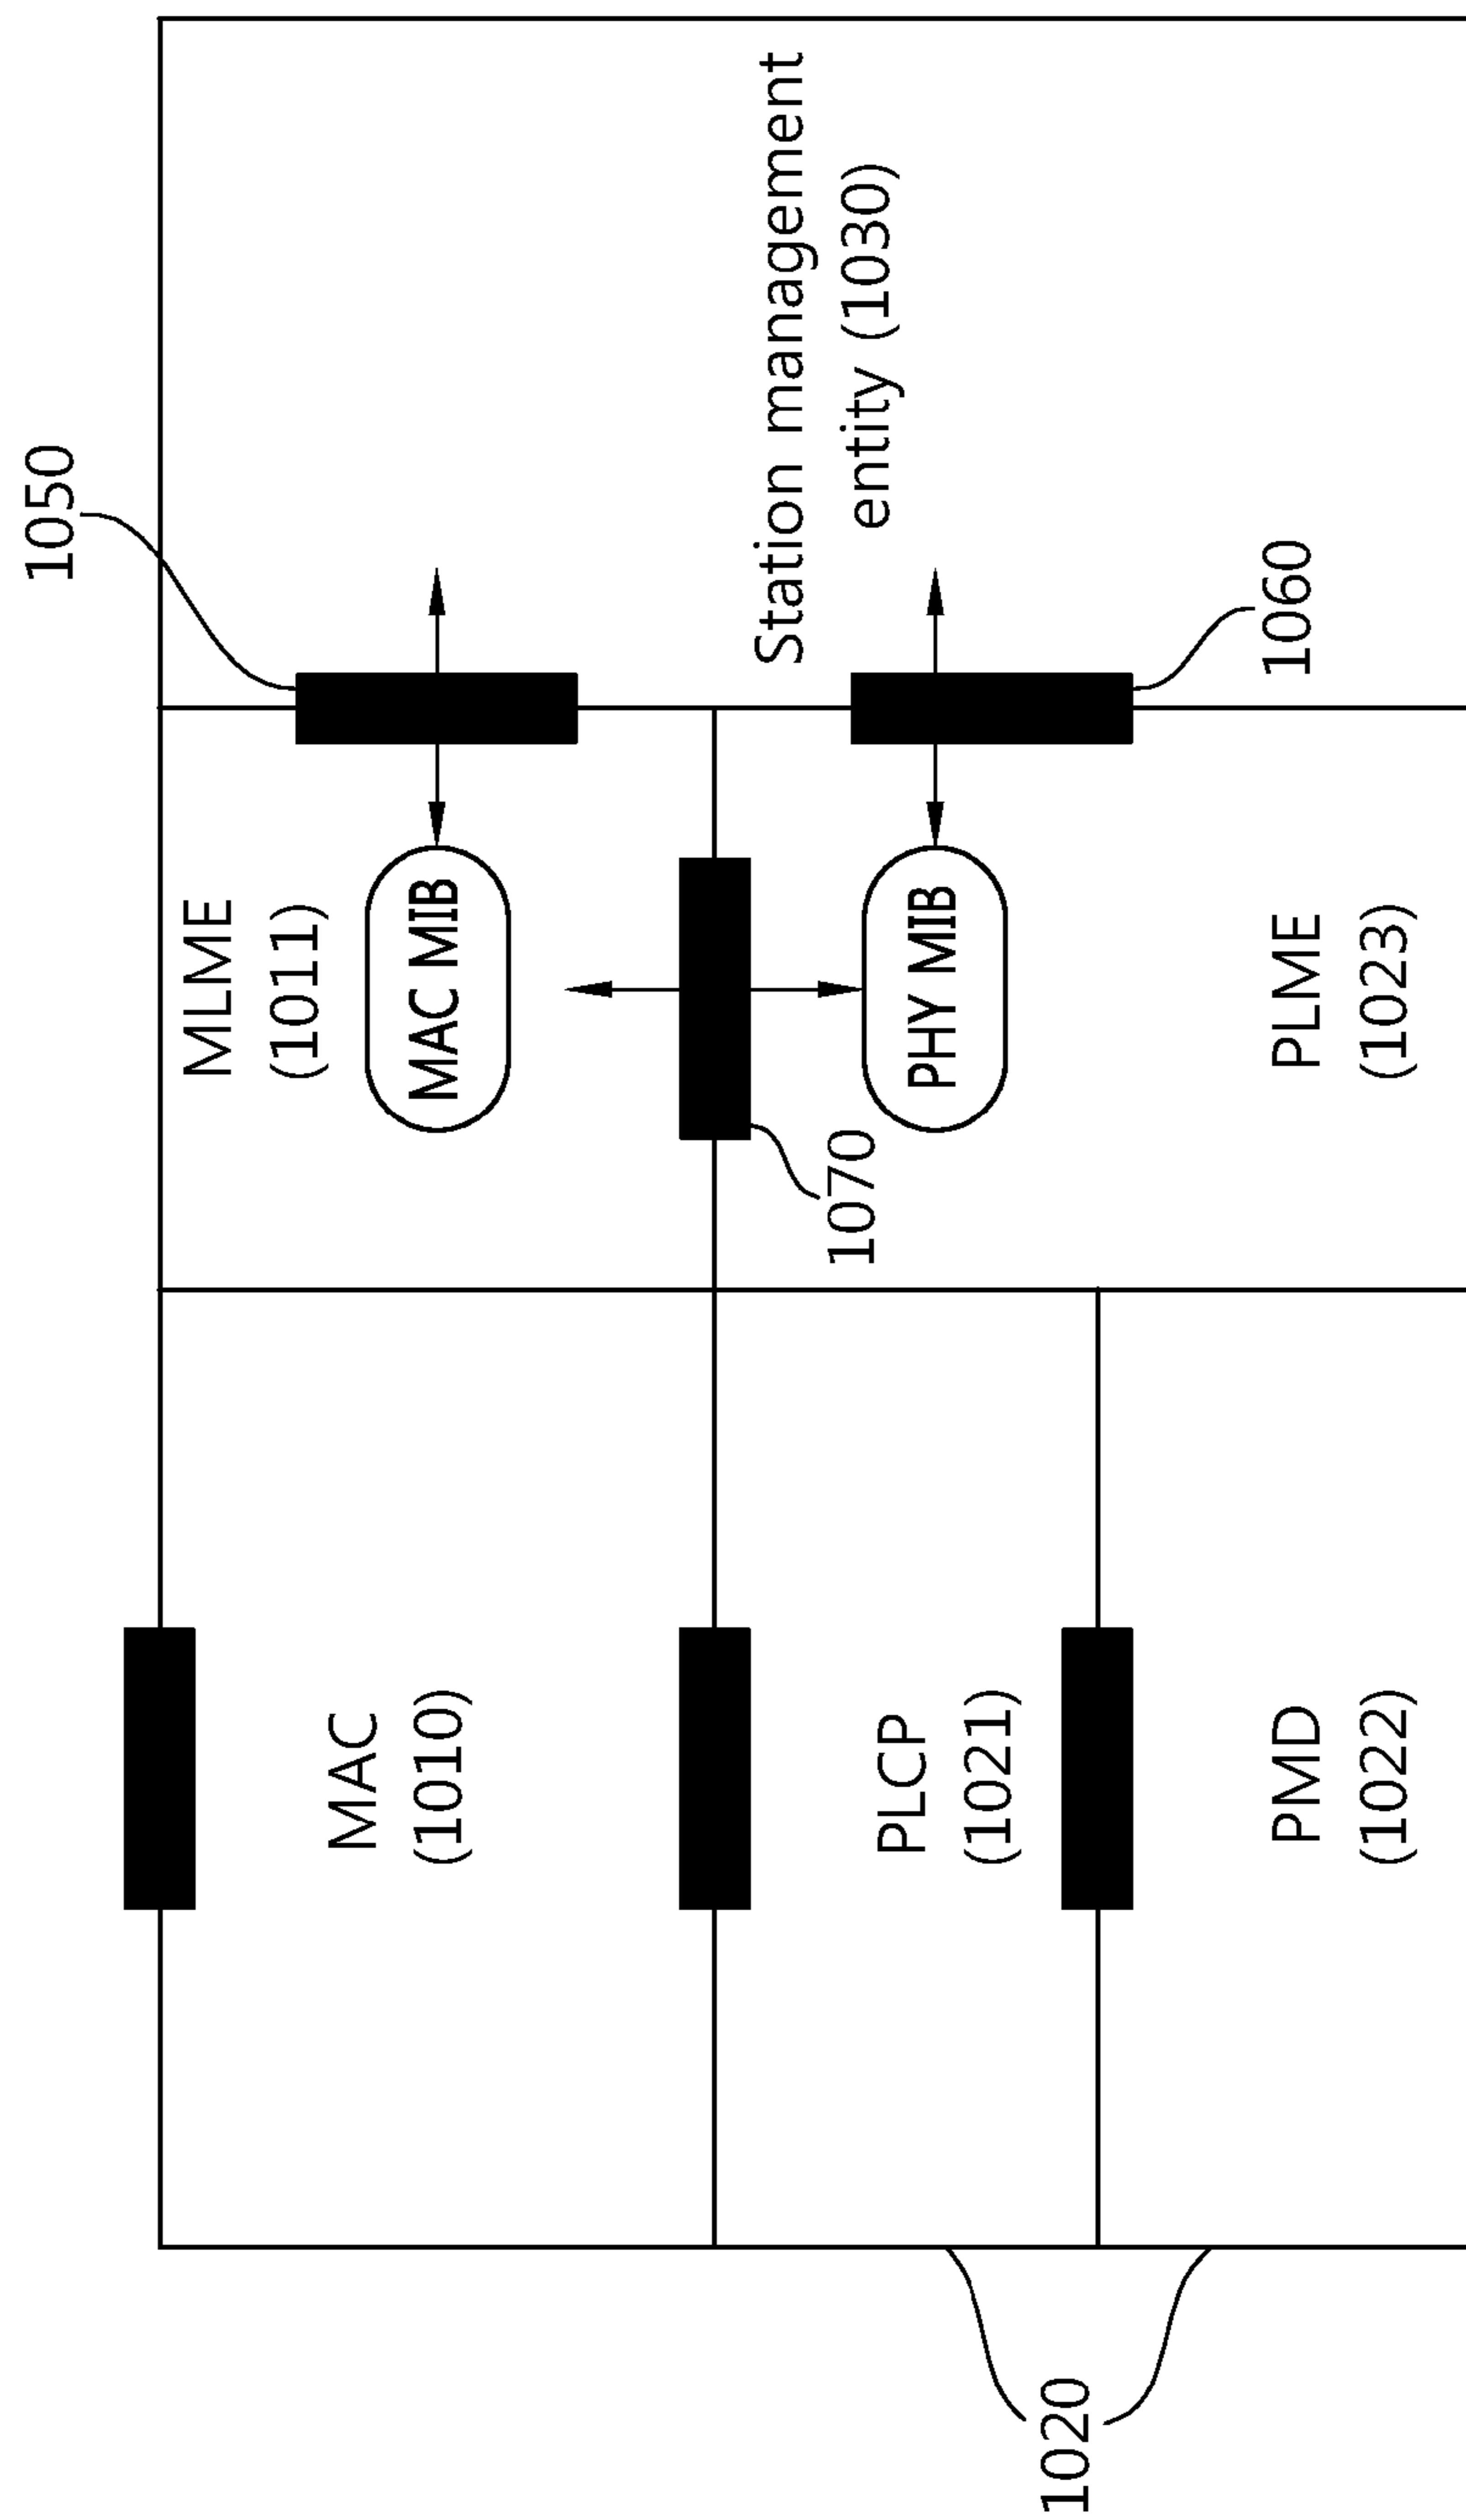 1050
MAC
(1010)
MLME
(1011)
MAC MIB
Station management
entity (1030)
1070
1020
PLCP
(1021)
PHY MIB
PMD
(1022)
PLME
(1023)
1060